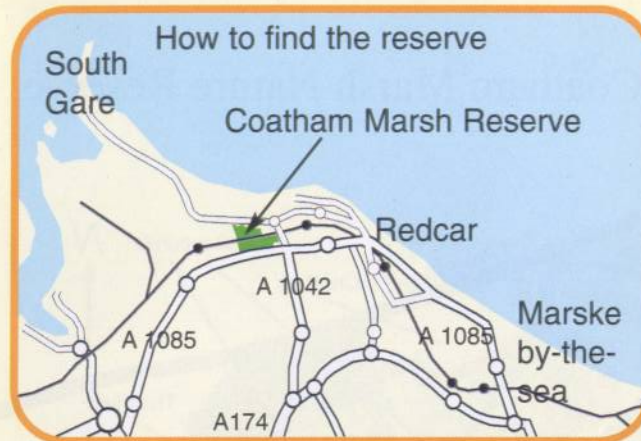 How to find the reserve
South
Gare
Coatham Marsh Reserve
Redcar
A 1042
A 1085
A 1085
Marske
by-the-
sea
A174